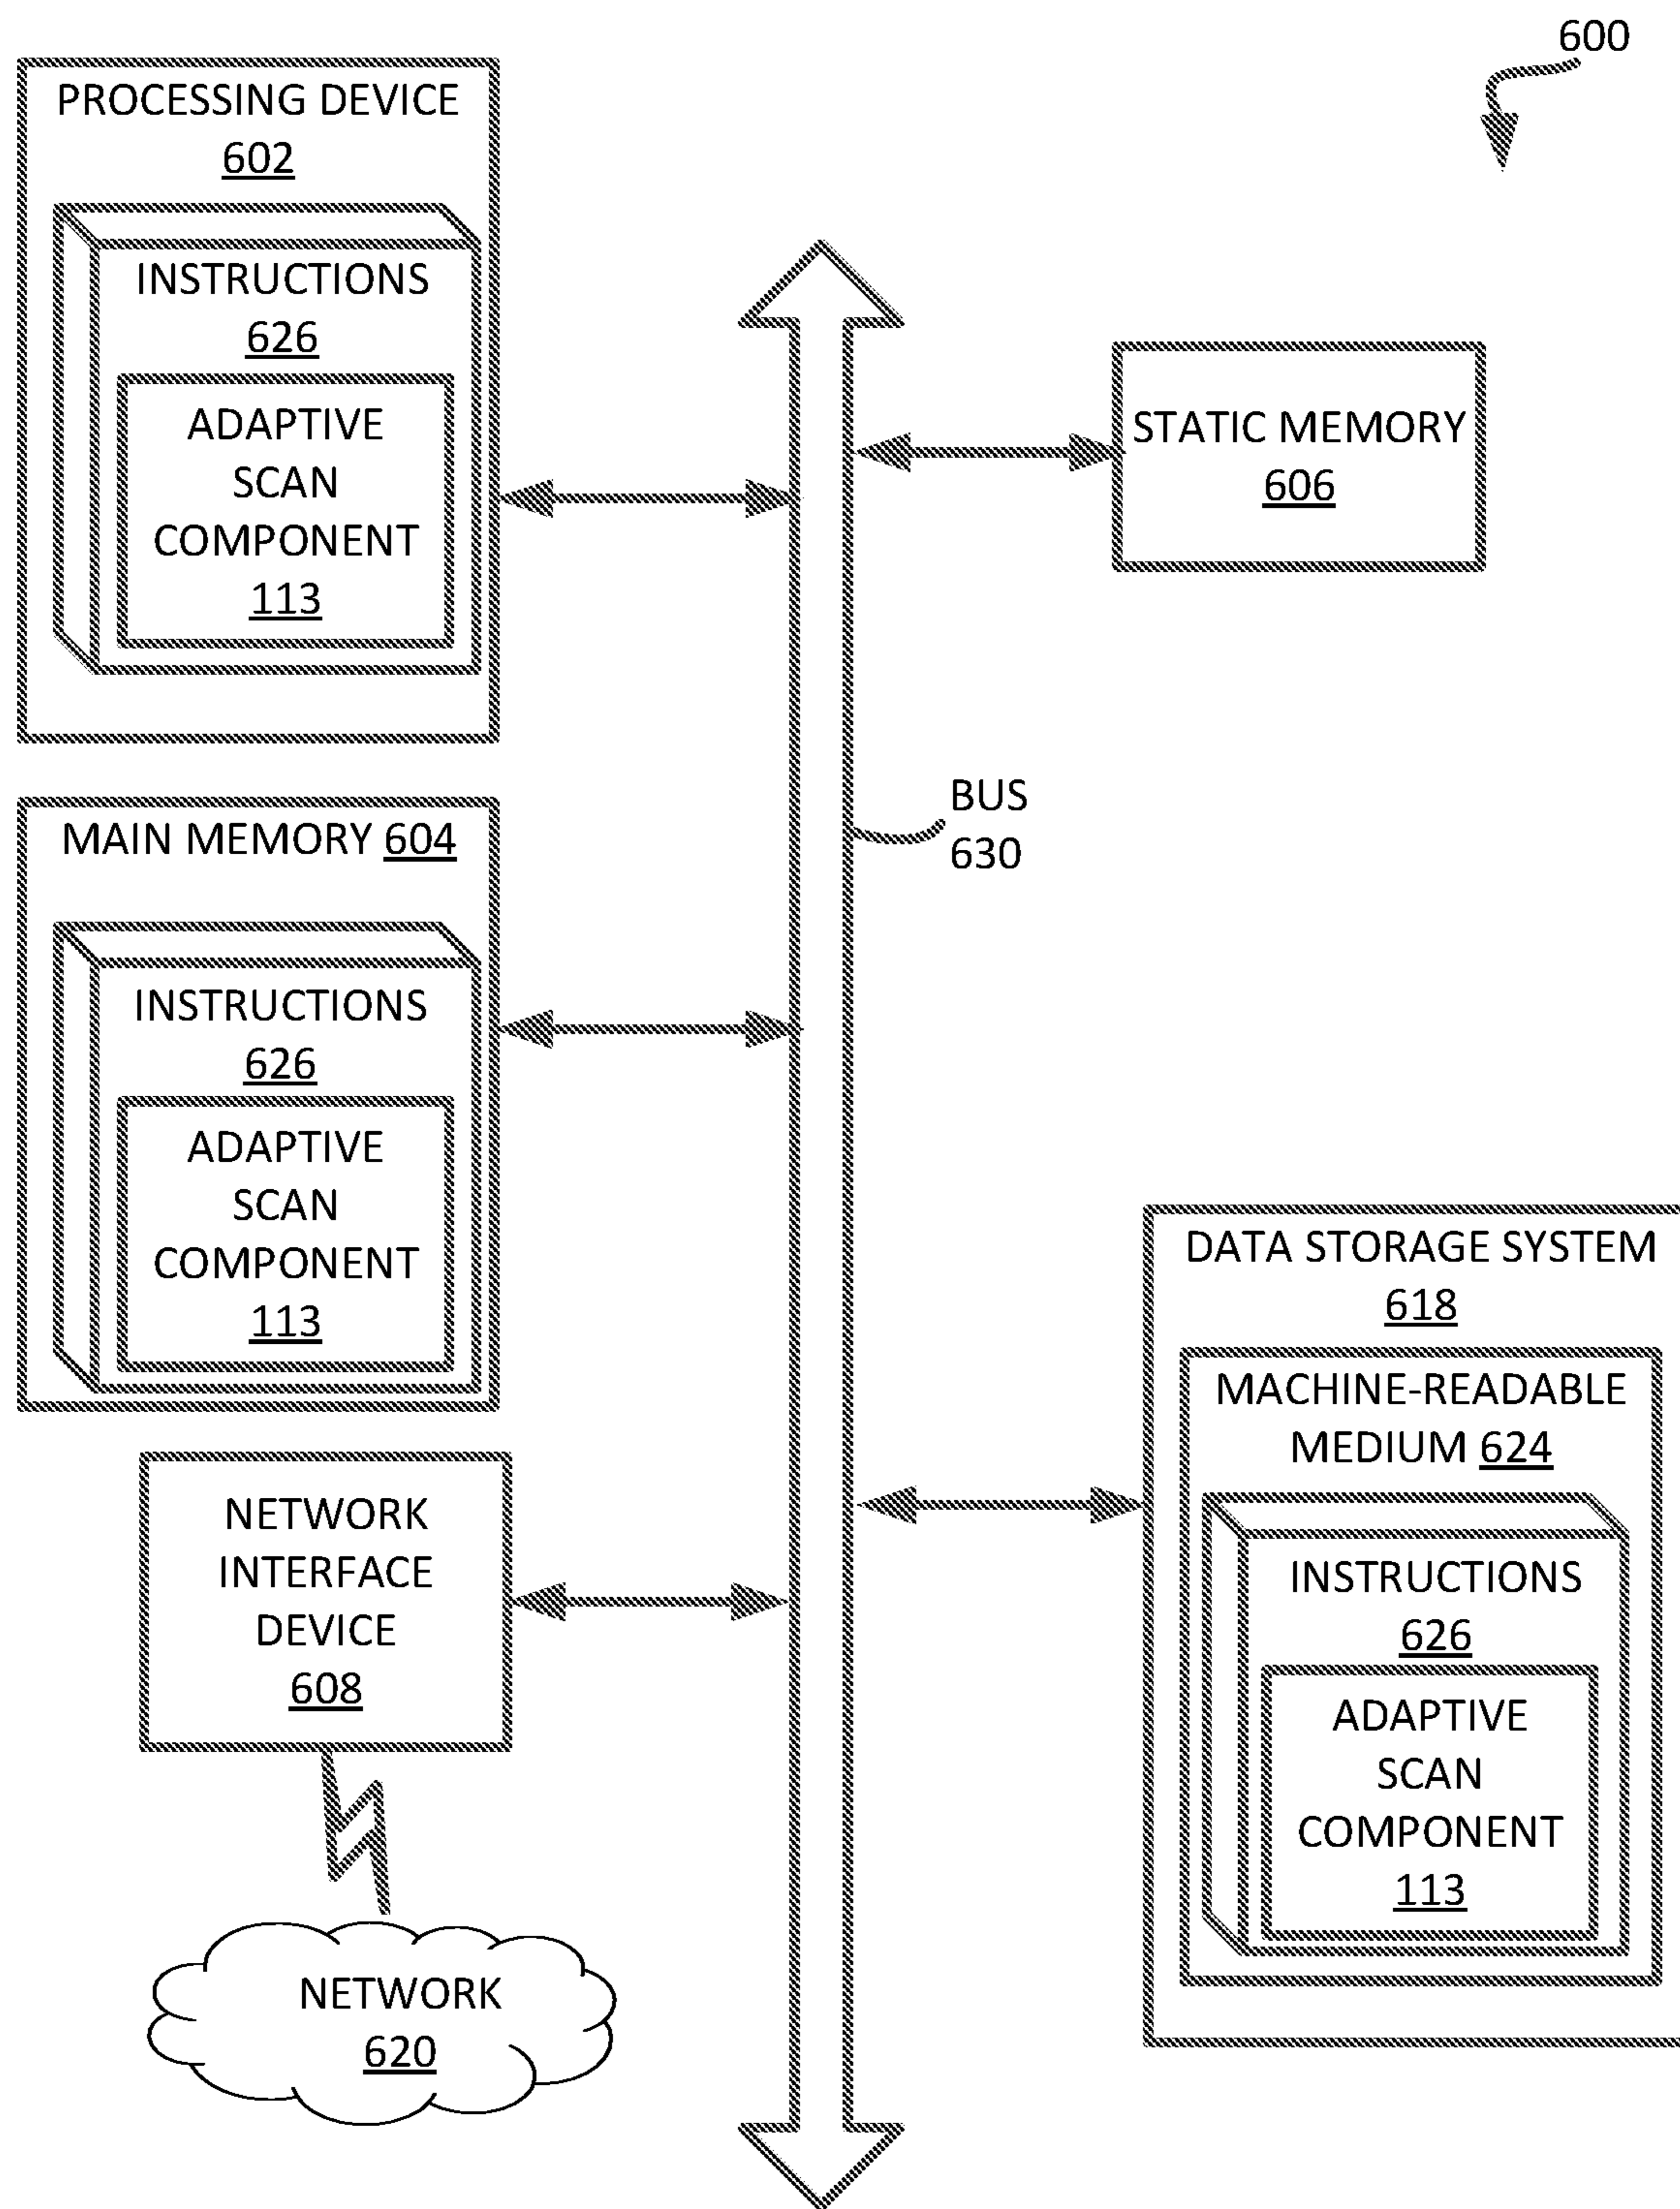 600
PROCESSING DEVICE
602
INSTRUCTIONS
626
ADAPTIVE
SCAN
COMPONENT
113
STATIC MEMORY
606
BUS
630
MAIN MEMORY 604
INSTRUCTIONS
626
ADAPTIVE
SCAN
COMPONENT
113
DATA STORAGE SYSTEM
618
MACHINE-READABLE
MEDIUM 624
INSTRUCTIONS
626
ADAPTIVE
SCAN
COMPONENT
113
NETWORK
INTERFACE
DEVICE
608
NETWORK
620